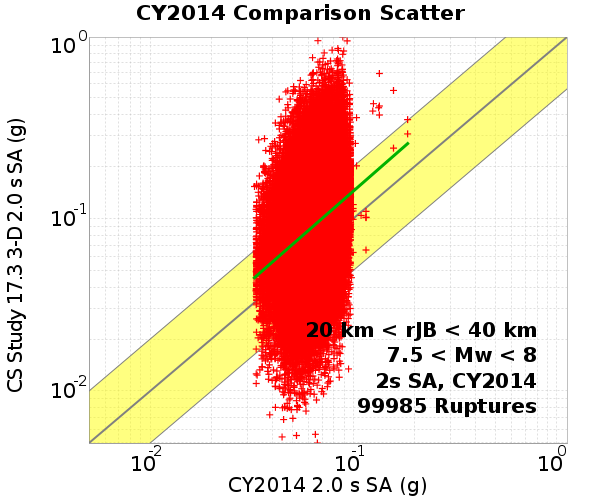 CY2014 Comparison Scatter
CS Study 17.3 3-D 2.0 s SA (g)
10^0
10^-1
10^-2
20 km < rJB < 40 km
7.5 < Mw < 8
2s SA, CY2014
99985 Ruptures
10^-2 10^-1 10^0
CY2014 2.0 s SA (g)